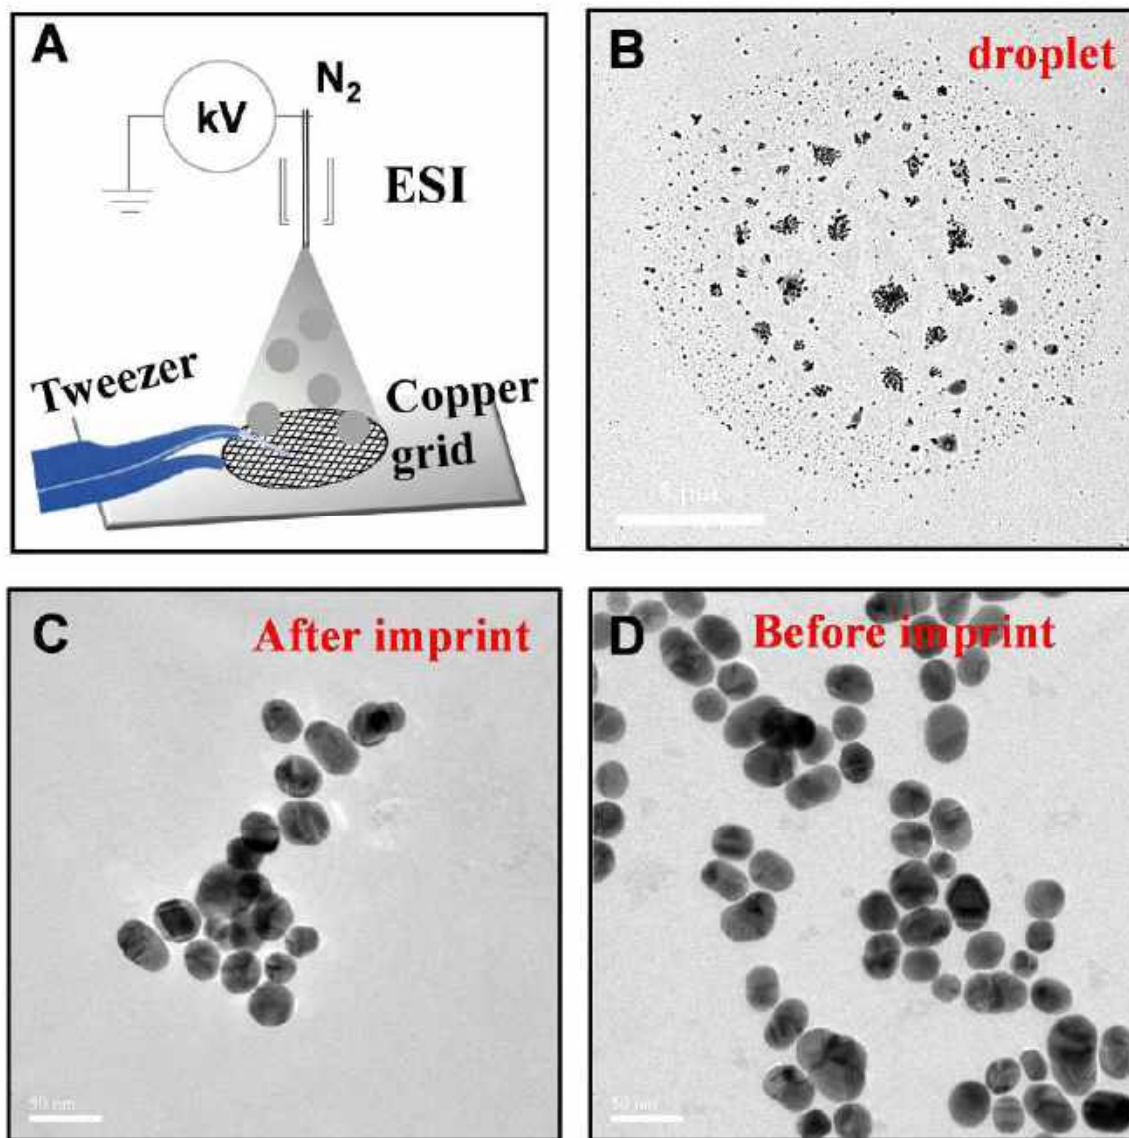 A
N2
kV
ESI
Tweezer
Copper
grid
B
droplet
C
After imprint
50 nm
D
Before imprint
50 nm